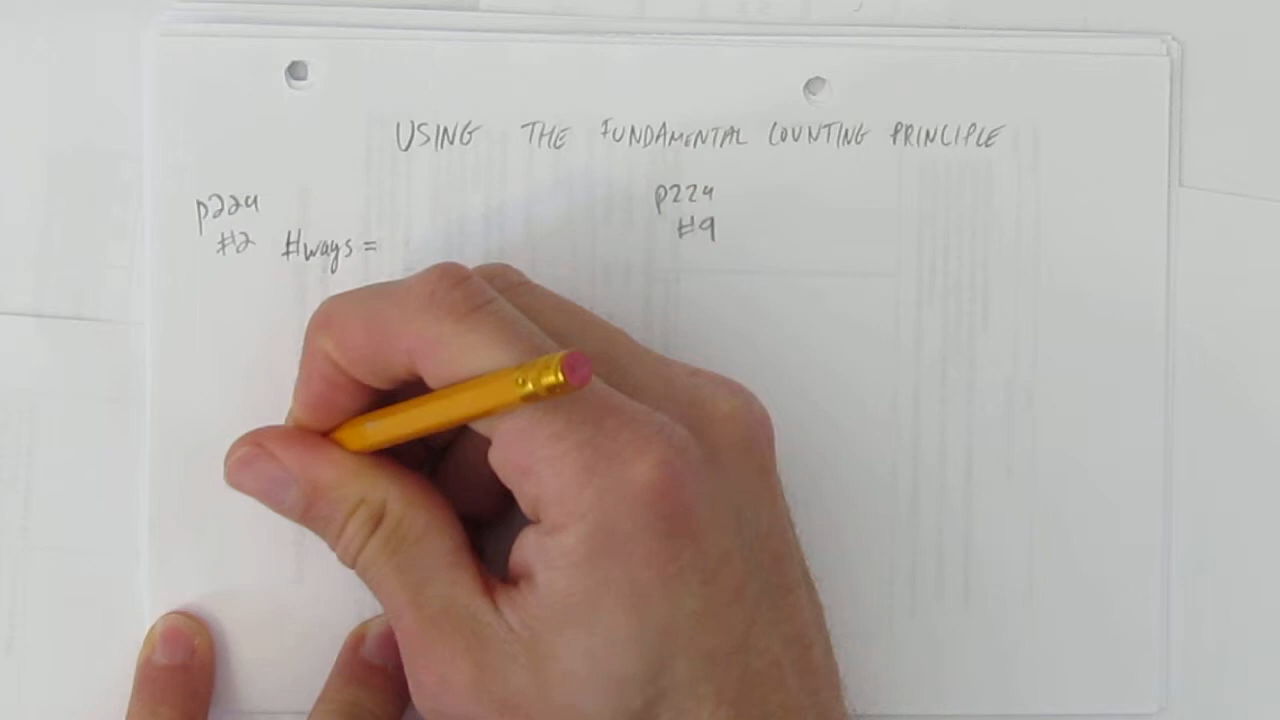 USING THE FUNDAMENTAL COUNTING PRINCIPLE
p224
#2 #ways =
p224
#9